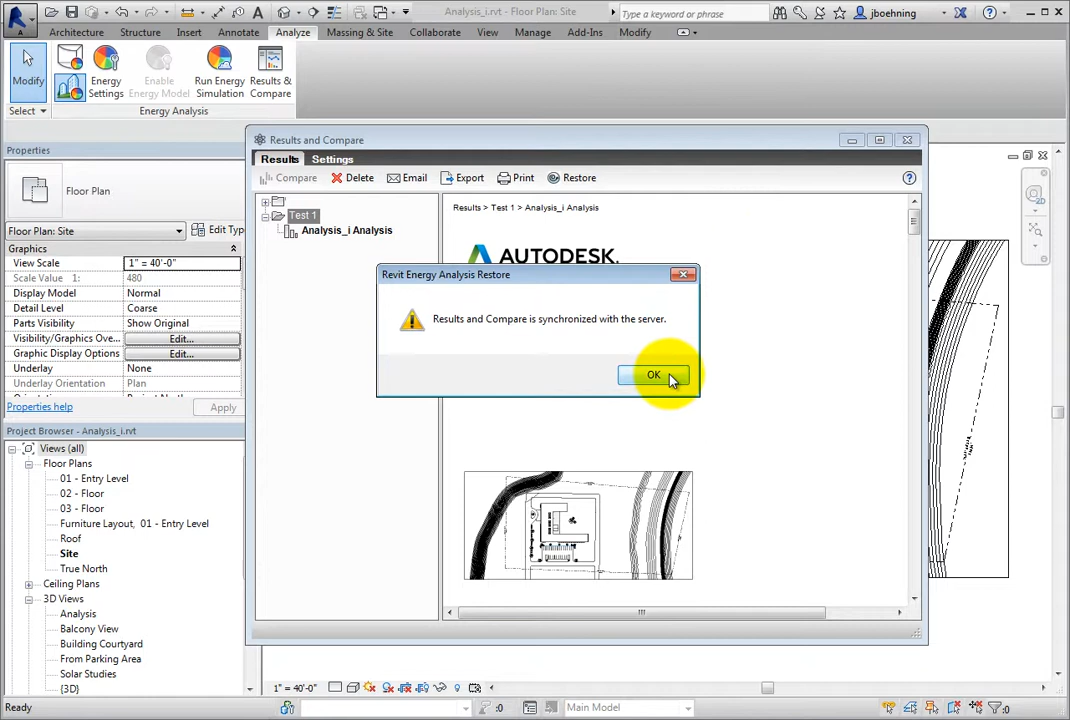 Analysis_i.rvt - Floor Plan: Site
Type a keyword or phrase
jboehning
Architecture Structure Insert Annotate Analyze Massing & Site Collaborate View Manage Add-Ins Modify
Modify
Energy Settings
Enable Energy Model
Run Energy Simulation
Results & Compare
Select
Energy Analysis
Properties
Floor Plan
Floor Plan: Site
Edit Typ
Graphics
View Scale 1" = 40'-0"
Scale Value 1: 480
Display Model Normal
Detail Level Coarse
Parts Visibility Show Original
Visibility/Graphics Ove... Edit...
Graphic Display Options Edit...
Underlay None
Underlay Orientation Plan
Properties help
Apply
Project Browser - Analysis_i.rvt
Views (all)
Floor Plans
01 - Entry Level
02 - Floor
03 - Floor
Furniture Layout, 01 - Entry Level
Roof
Site
True North
Ceiling Plans
3D Views
Analysis
Balcony View
Building Courtyard
From Parking Area
Solar Studies
{3D}
Results and Compare
Results Settings
Compare Delete Email Export Print Restore
Test 1
Analysis_i Analysis
Results > Test 1 > Analysis_i Analysis
AUTODESK.
Revit Energy Analysis Restore
Results and Compare is synchronized with the server.
OK
1" = 40'-0"
Ready
:0
Main Model
:0